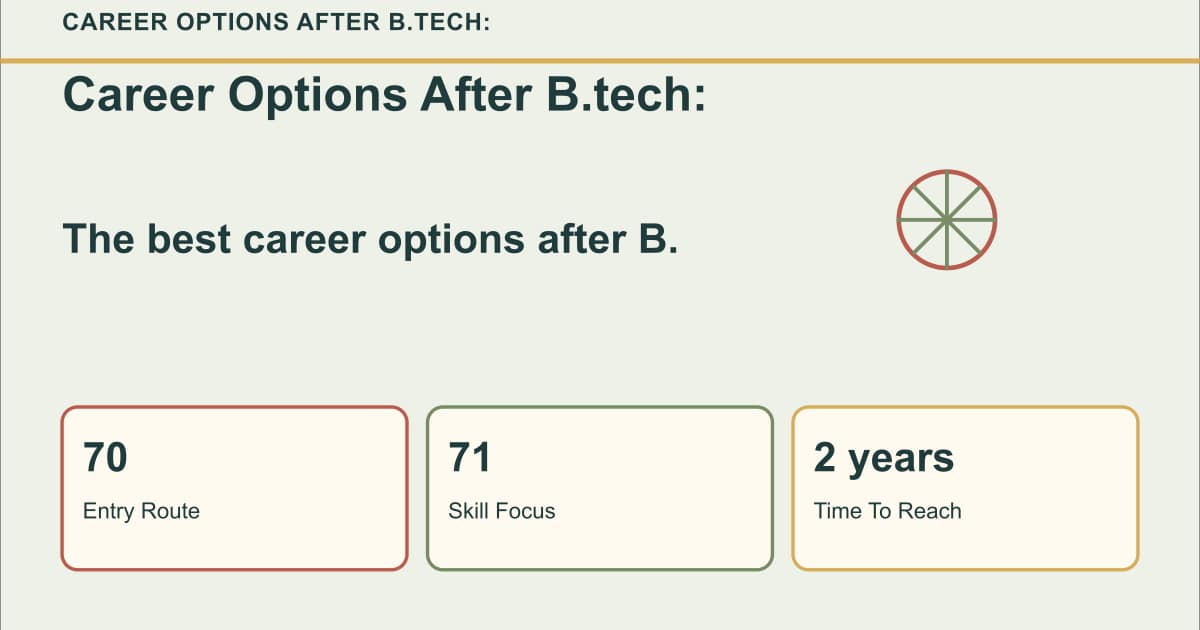 CAREER OPTIONS AFTER B.TECH:
Career Options After B.tech:
The best career options after B.
70
Entry Route
71
Skill Focus
2 years
Time To Reach